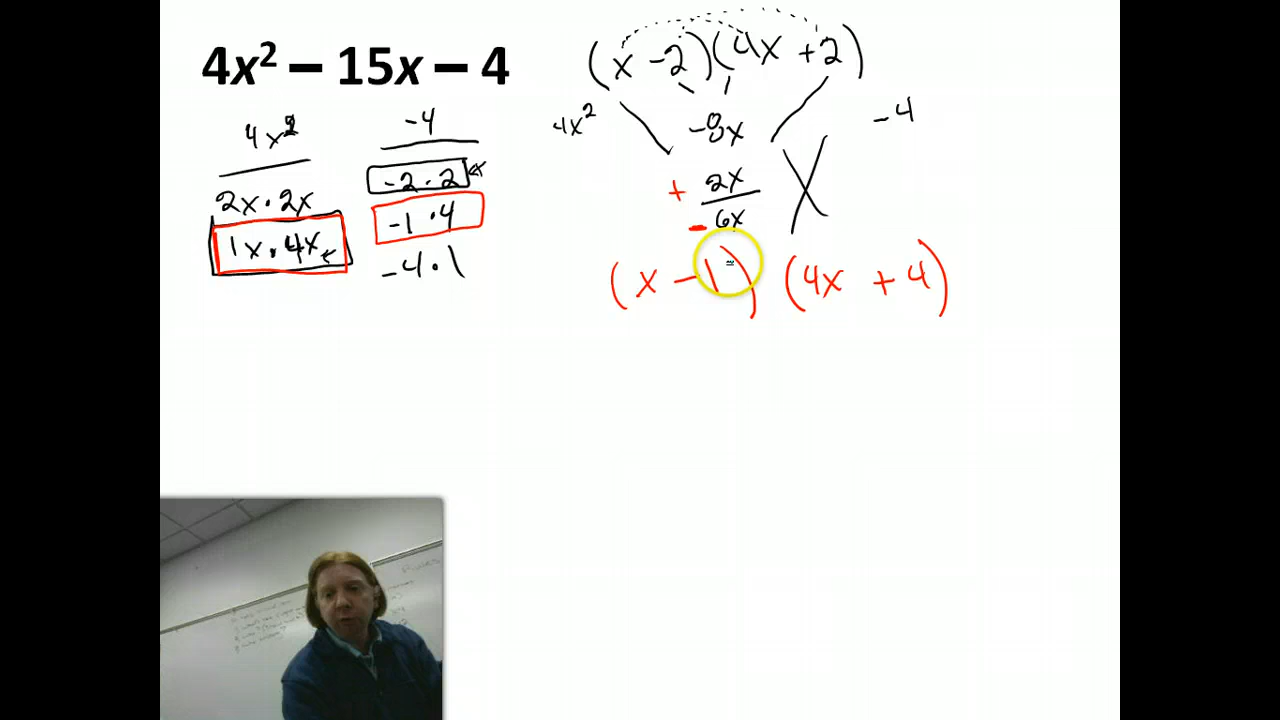 4x² – 15x – 4
4x²
2x · 2x
1x · 4x
-4
-2 · 2
-1 · 4
-4 · 1
(x -2)(4x +2)
4x²
-8x
-4
+ 2x
- 6x
X
(x -1) (4x + 4)